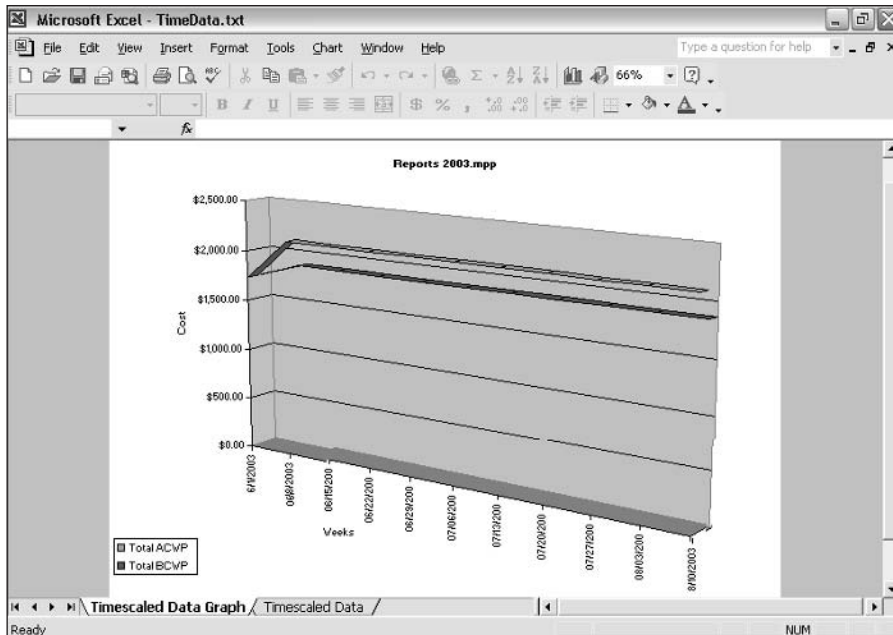 Microsoft Excel - TimeData.txt
File Edit View Insert Format Tools Chart Window Help
Type a question for help
66%
B I U
$ % ,
fx
Reports 2003.mpp
$2,500.00
$2,000.00
$1,500.00
$1,000.00
$500.00
$0.00
Cost
6/1/2003
06/8/2003
06/15/200
06/22/200
06/29/200
07/06/200
07/13/200
07/20/200
07/27/200
08/03/200
8/10/2003
Weeks
Total ACWP
Total BCWP
Timescaled Data Graph
Timescaled Data
Ready
NUM